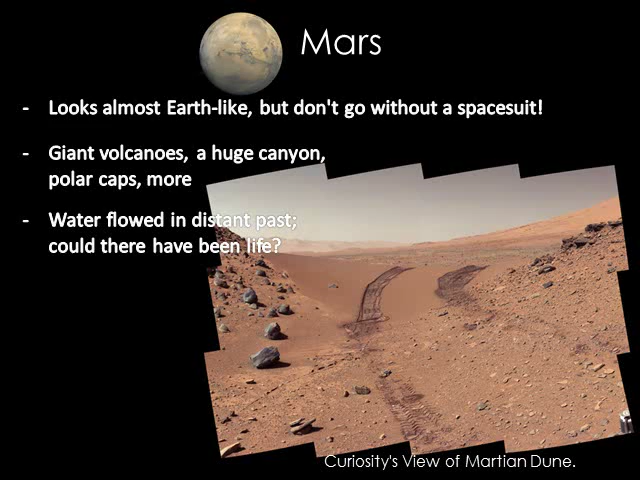 Mars
- Looks almost Earth-like, but don't go without a spacesuit!
- Giant volcanoes, a huge canyon,
polar caps, more
- Water flowed in distant past;
could there have been life?
Curiosity's View of Martian Dune.